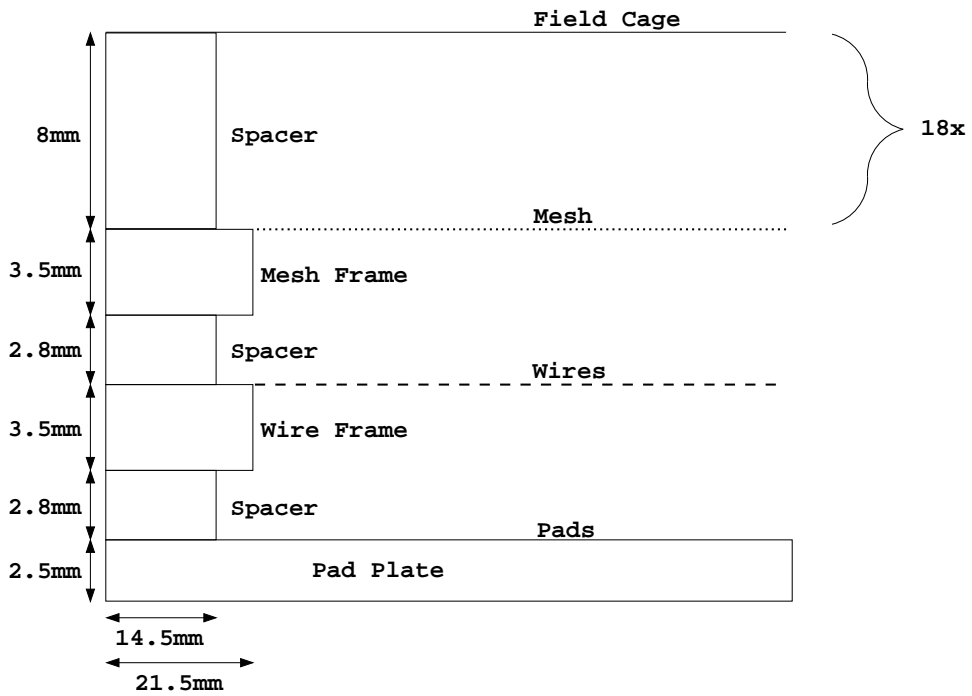 Field Cage
8mm
Spacer
18x
Mesh
3.5mm
Mesh Frame
2.8mm
Spacer
Wires
3.5mm
Wire Frame
2.8mm
Spacer
Pads
2.5mm
Pad Plate
14.5mm
21.5mm